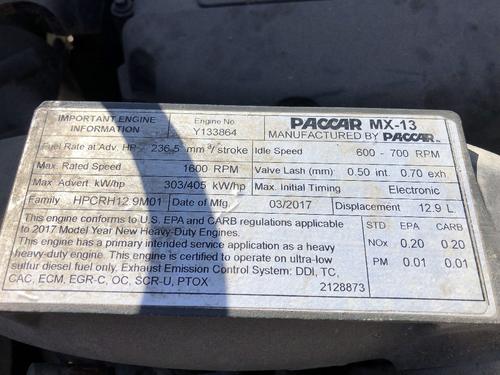 IMPORTANT ENGINE INFORMATION
Engine No.
Y133864
PACCAR MX-13
MANUFACTURED BY PACCAR
Fuel Rate at Adv. HP 236.5 mm³/stroke Idle Speed 600 - 700 RPM
Max. Rated Speed 1600 RPM Valve Lash (mm) 0.50 int. 0.70 exh
Max. Advert kW/hp 303/405 kW/hp Max. Initial Timing Electronic
Family HPCRH12.9M01 Date of Mfg. 03/2017 Displacement 12.9 L
This engine conforms to U.S. EPA and CARB regulations applicable
to 2017 Model Year New Heavy-Duty Engines.
This engine has a primary intended service application as a heavy
heavy-duty engine. This engine is certified to operate on ultra-low
sulfur diesel fuel only. Exhaust Emission Control System: DDI, TC,
CAC, ECM, EGR-C, OC, SCR-U, PTOX
2128873
STD EPA CARB
NOx 0.20 0.20
PM 0.01 0.01